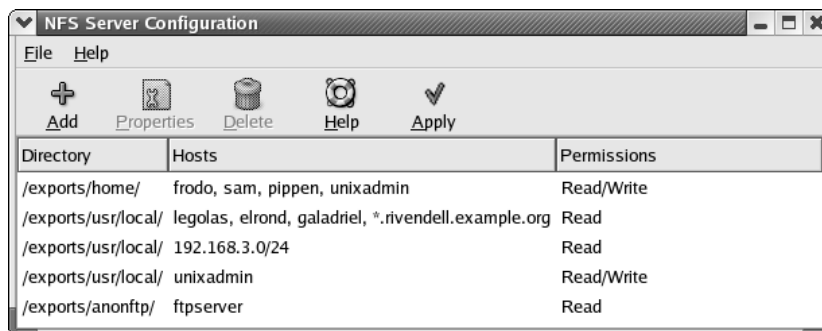 NFS Server Configuration
File Help
Add Properties Delete Help Apply
Directory Hosts Permissions
/exports/home/ frodo, sam, pippen, unixadmin Read/Write
/exports/usr/local/ legolas, elrond, galadriel, *.rivendell.example.org Read
/exports/usr/local/ 192.168.3.0/24 Read
/exports/usr/local/ unixadmin Read/Write
/exports/anonftp/ ftpserver Read